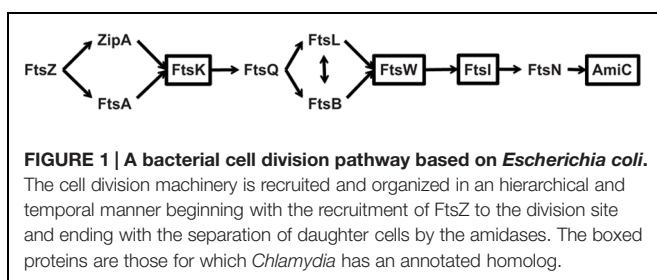 ZipA
FtsL
FtsZ
FtsK
FtsQ
FtsW
FtsI
FtsN
AmiC
FtsA
FtsB
FIGURE 1 | A bacterial cell division pathway based on Escherichia coli.
The cell division machinery is recruited and organized in an hierarchical and
temporal manner beginning with the recruitment of FtsZ to the division site
and ending with the separation of daughter cells by the amidases. The boxed
proteins are those for which Chlamydia has an annotated homolog.